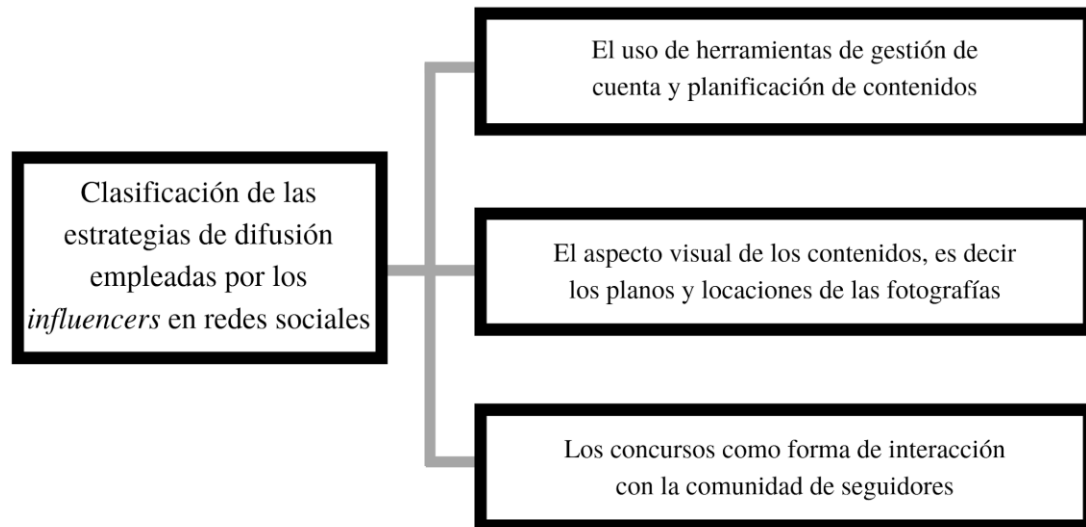 Clasificación de las
estrategias de difusión
empleadas por los
influencers en redes sociales
El uso de herramientas de gestión de
cuenta y planificación de contenidos
El aspecto visual de los contenidos, es decir
los planos y locaciones de las fotografías
Los concursos como forma de interacción
con la comunidad de seguidores